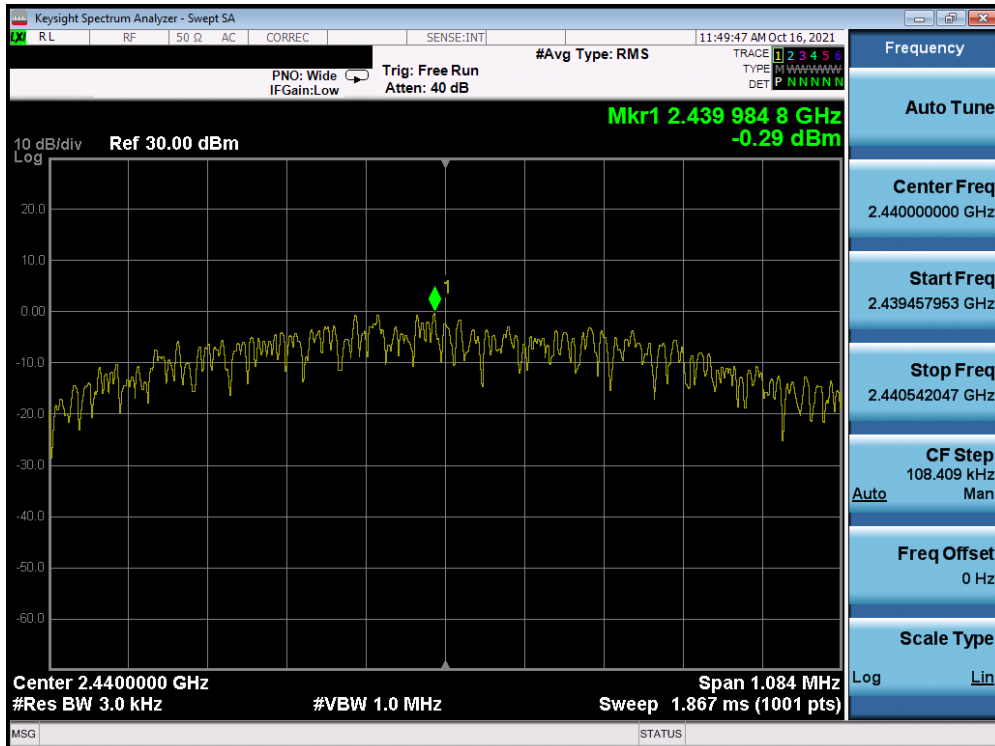 Keysight Spectrum Analyzer - Swept SA
LXI RL RF 50 Ω AC CORREC SENSE:INT 11:49:47 AM Oct 16, 2021
PNO: Wide
IFGain:Low
Trig: Free Run
Atten: 40 dB
#Avg Type: RMS
TRACE 1 2 3 4 5 6
TYPE M WWWWW
DET P N N N N N
Mkr1 2.439 984 8 GHz
-0.29 dBm
10 dB/div Ref 30.00 dBm
Log
20.0
10.0
0.00
-10.0
-20.0
-30.0
-40.0
-50.0
-60.0
1
Center 2.4400000 GHz
Span 1.084 MHz
#Res BW 3.0 kHz
#VBW 1.0 MHz
Sweep 1.867 ms (1001 pts)
MSG
STATUS
Frequency
Auto Tune
Center Freq
2.440000000 GHz
Start Freq
2.439457953 GHz
Stop Freq
2.440542047 GHz
CF Step
108.409 kHz
Auto Man
Freq Offset
0 Hz
Scale Type
Log Lin